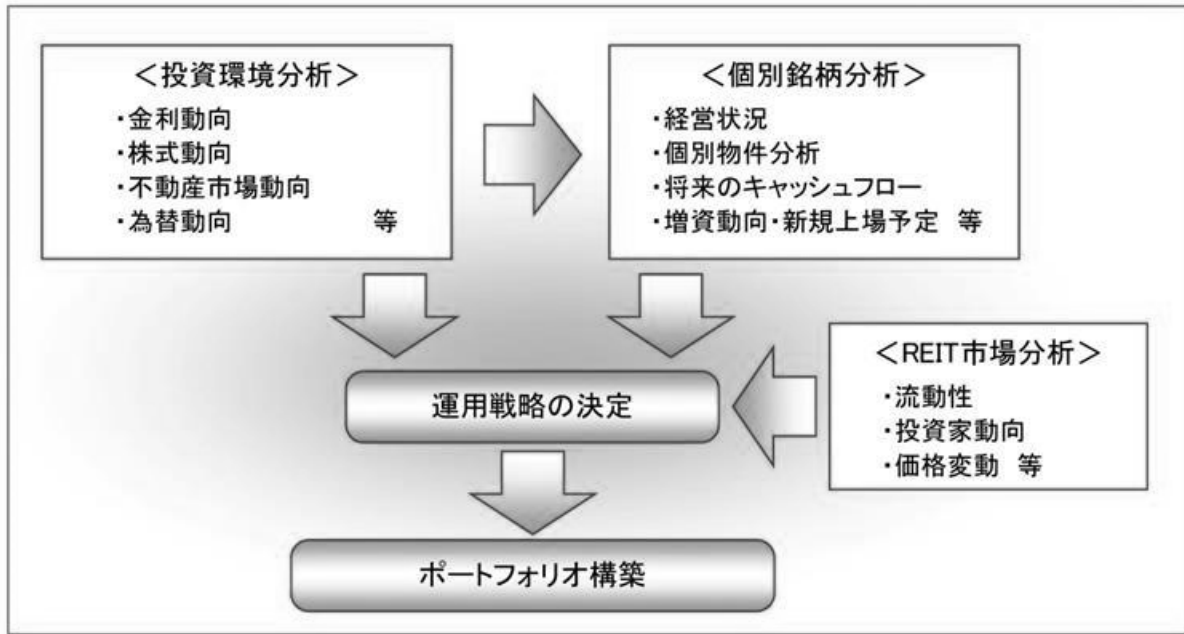 ＜投資環境分析＞
・金利動向
・株式動向
・不動産市場動向
・為替動向　　　　　　等
＜個別銘柄分析＞
・経営状況
・個別物件分析
・将来のキャッシュフロー
・増資動向・新規上場予定　等
＜REIT市場分析＞
・流動性
・投資家動向
・価格変動　等
運用戦略の決定
ポートフォリオ構築